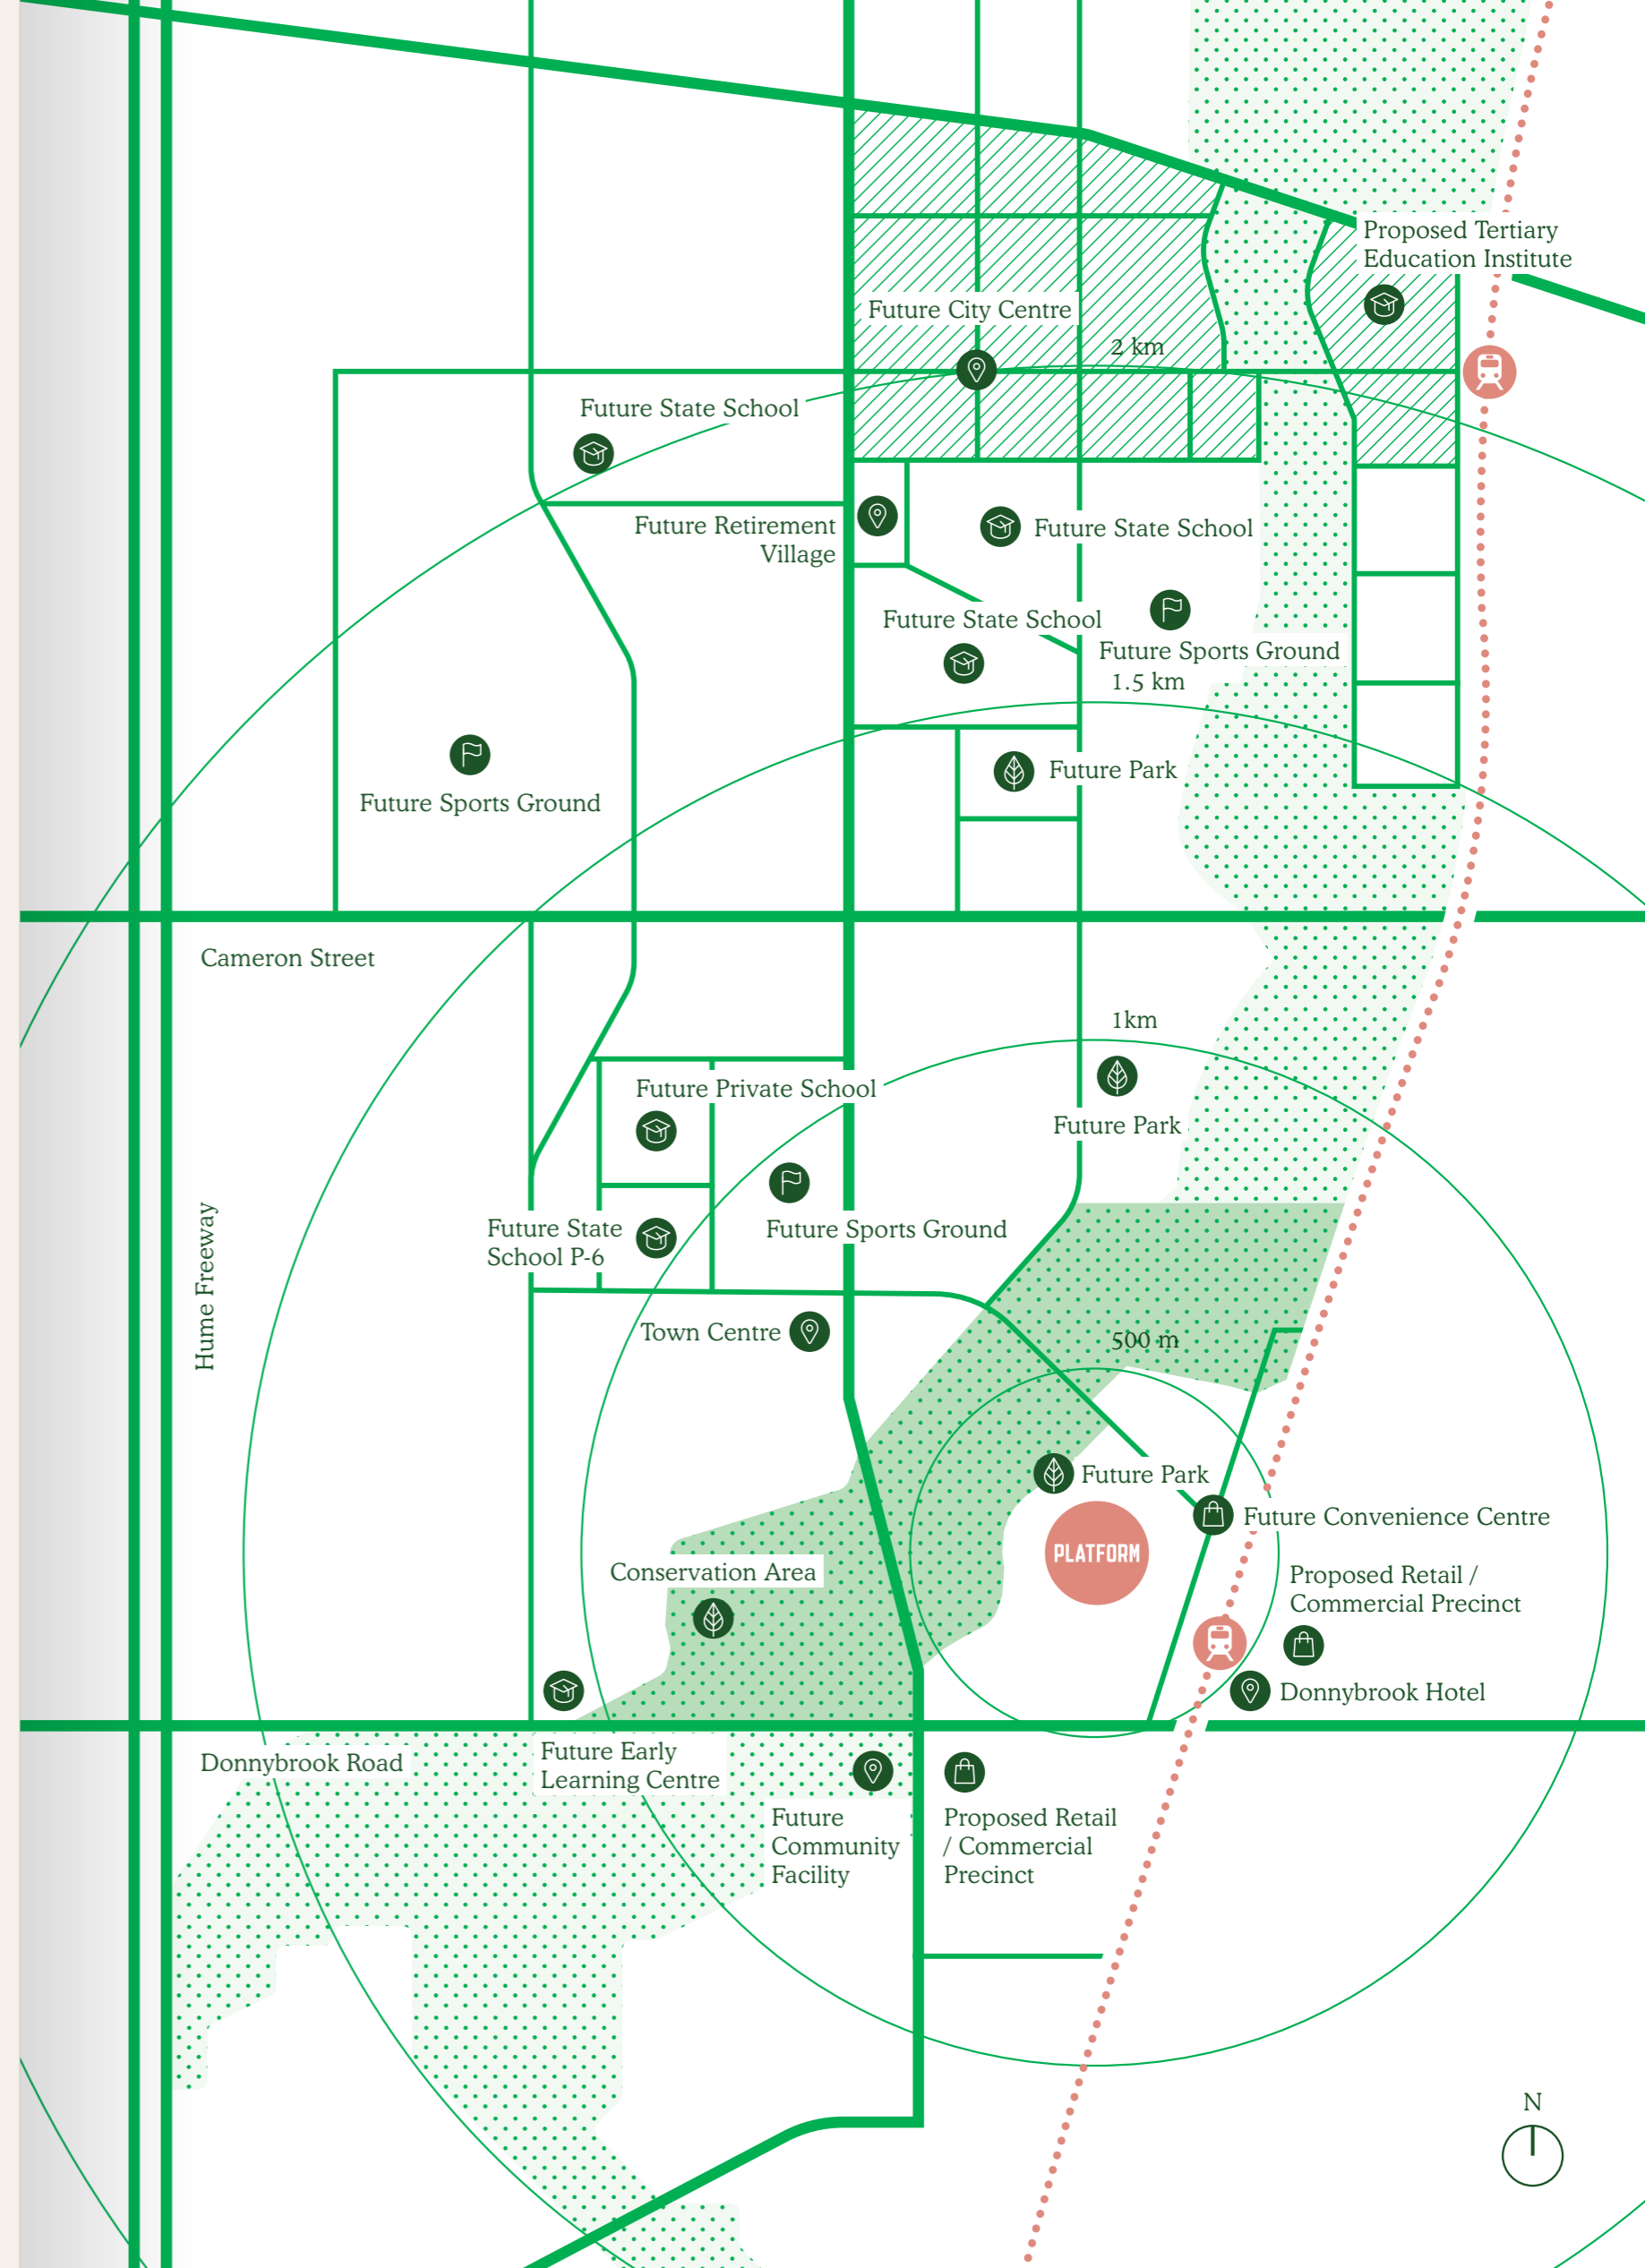 Proposed Tertiary
Education Institute
Future City Centre
2 km
Future State School
Future Retirement
Village
Future State School
Future State School
Future Sports Ground
1.5 km
Future Park
Future Sports Ground
Cameron Street
1km
Future Private School
Future Park
Future State
School P-6
Future Sports Ground
Hume Freeway
Town Centre
500 m
Future Park
Future Convenience Centre
PLATFORM
Conservation Area
Proposed Retail /
Commercial Precinct
Donnybrook Hotel
Donnybrook Road
Future Early
Learning Centre
Future
Community
Facility
Proposed Retail
/ Commercial
Precinct
N